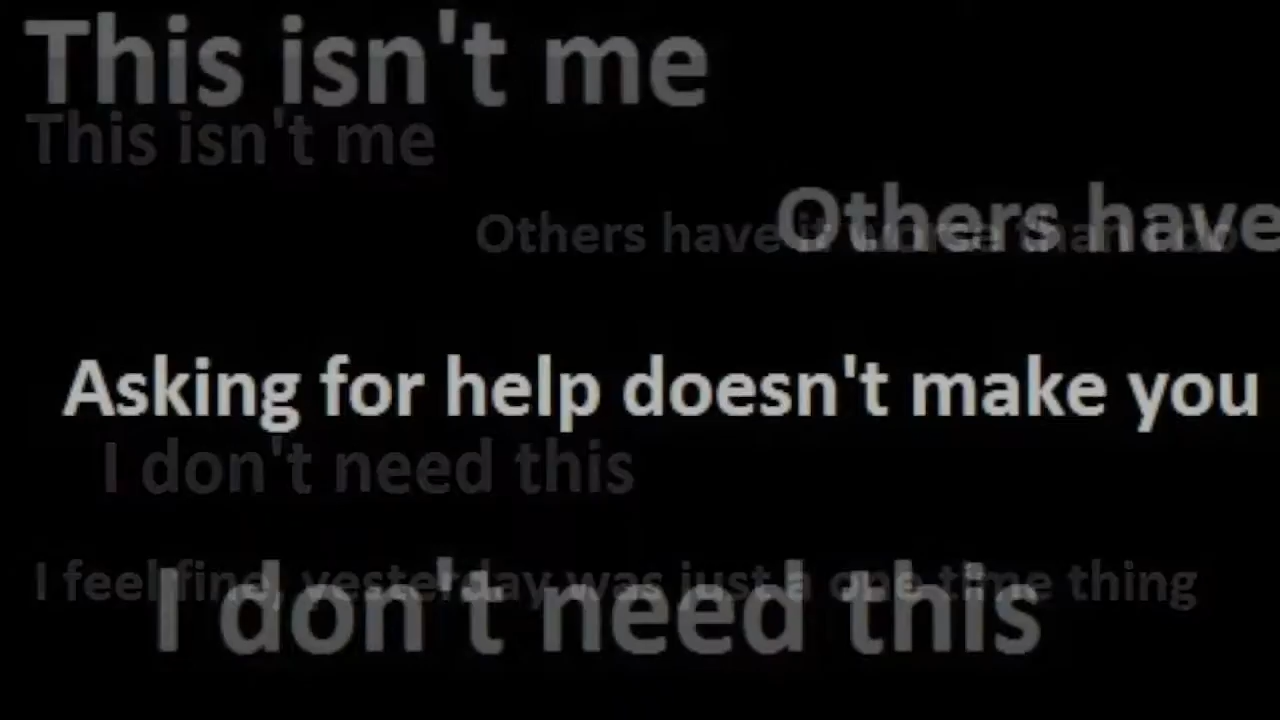 This isn't me
This isn't me
Others have
Others have it worse than I do
Asking for help doesn't make you
I don't need this
I feel fine, yesterday was just a one time thing
I don't need this